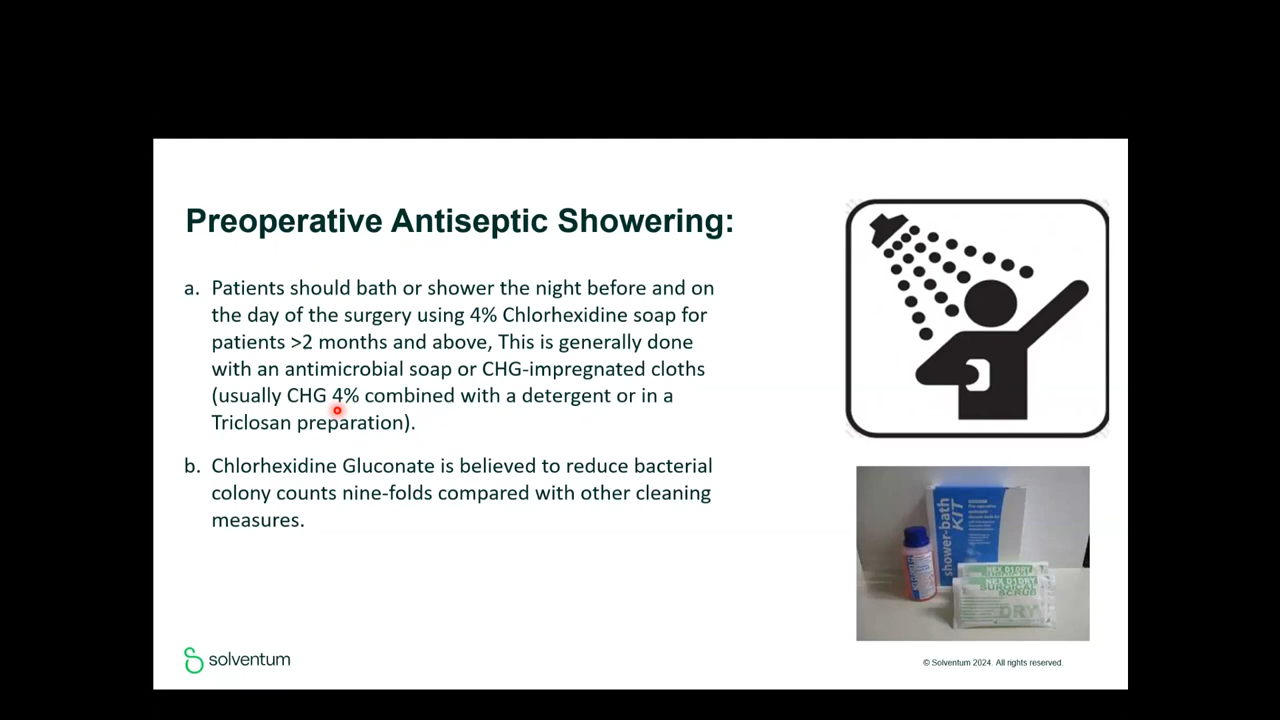 Preoperative Antiseptic Showering:
a. Patients should bath or shower the night before and on
the day of the surgery using 4% Chlorhexidine soap for
patients >2 months and above, This is generally done
with an antimicrobial soap or CHG-impregnated cloths
(usually CHG 4% combined with a detergent or in a
Triclosan preparation).
b. Chlorhexidine Gluconate is believed to reduce bacterial
colony counts nine-folds compared with other cleaning
measures.
shower-bath
KIT
NEX D1DRY
NEX D1DRY
SURGICAL
SCRUB
DRY
solventum
© Solventum 2024. All rights reserved.